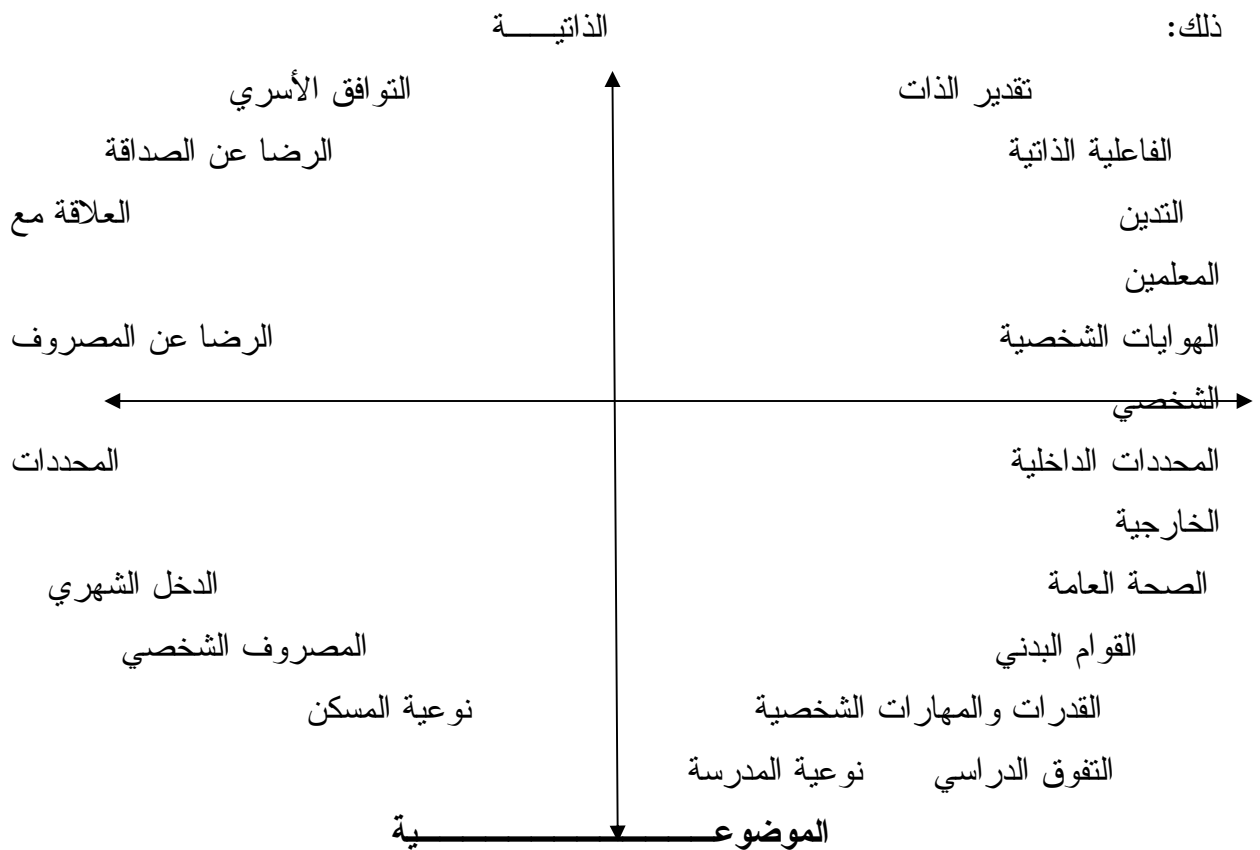 ذلك: الذاتيـــــة
تقدير الذات التوافق الأسري
الفاعلية الذاتية الرضا عن الصداقة
التدين العلاقة مع
المعلمين
الهوايات الشخصية الرضا عن المصروف
الشخصي
المحددات الداخلية المحددات
الخارجية
الصحة العامة الدخل الشهري
القوام البدني المصروف الشخصي
القدرات والمهارات الشخصية نوعية المسكن
التفوق الدراسي نوعية المدرسة
الموضوعـــــــــــــــــــــية